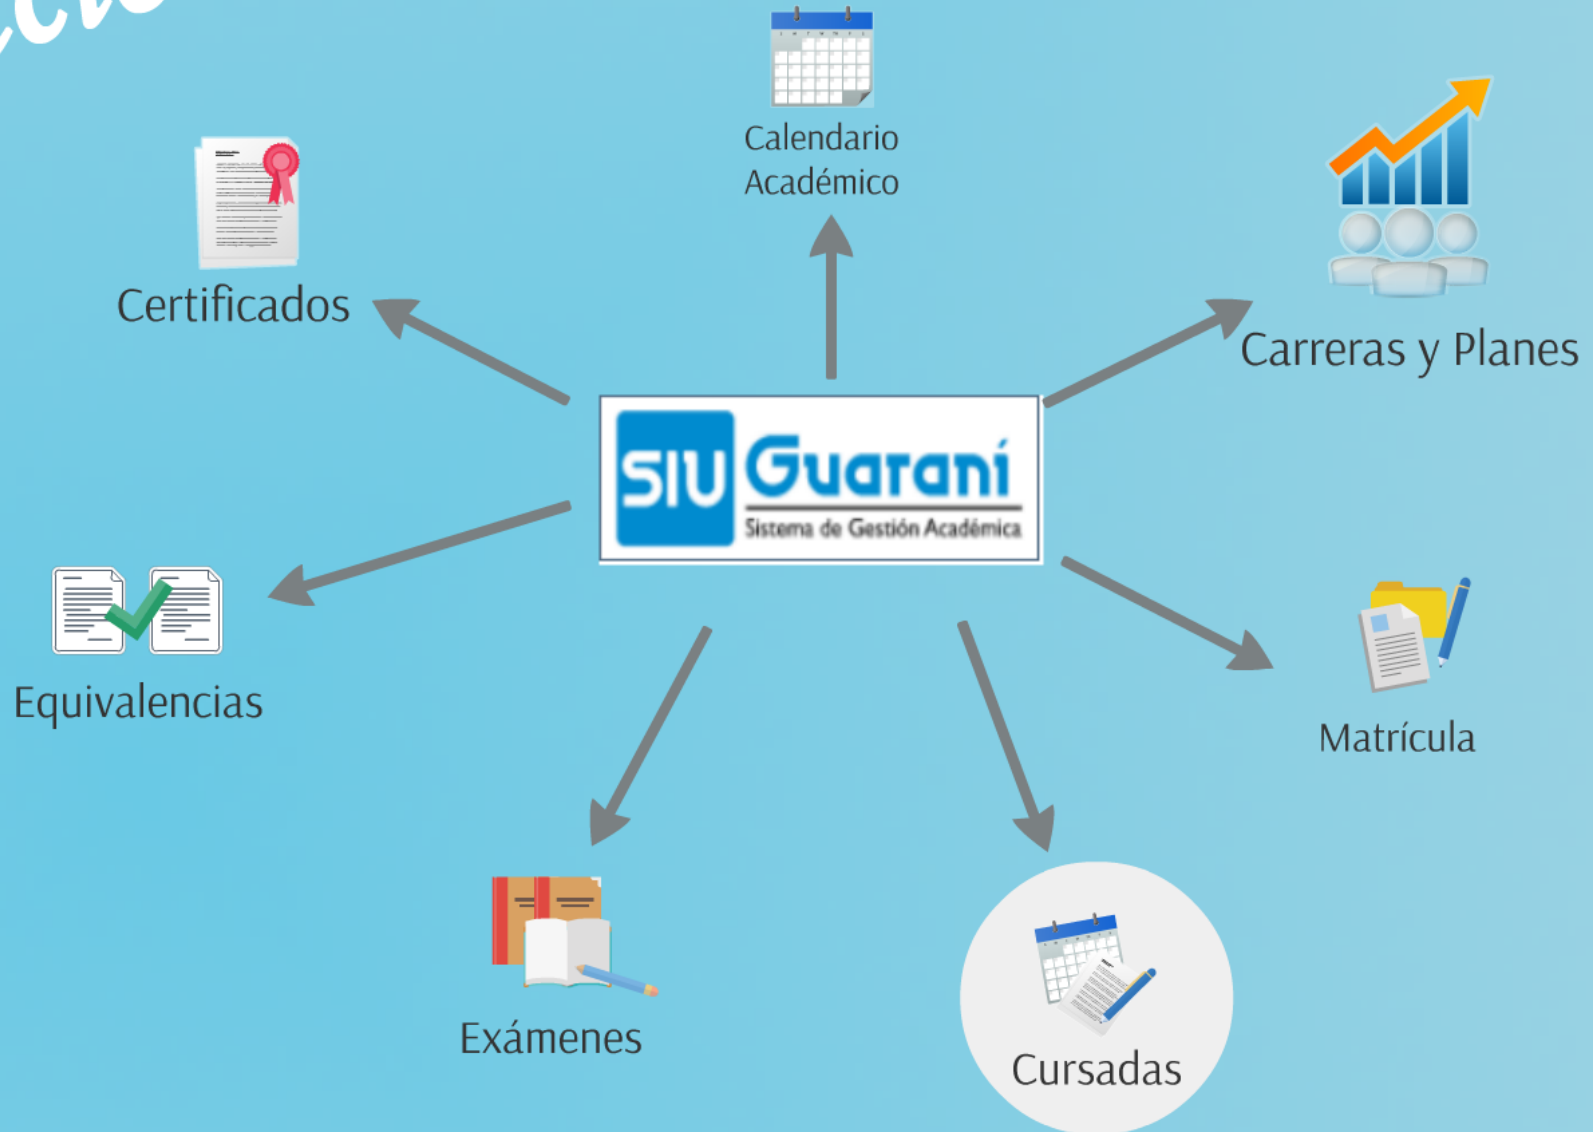 Calendario
Académico
Certificados
Carreras y Planes
SIU Guaraní
Sistema de Gestión Académica
Equivalencias
Matrícula
Exámenes
Cursadas